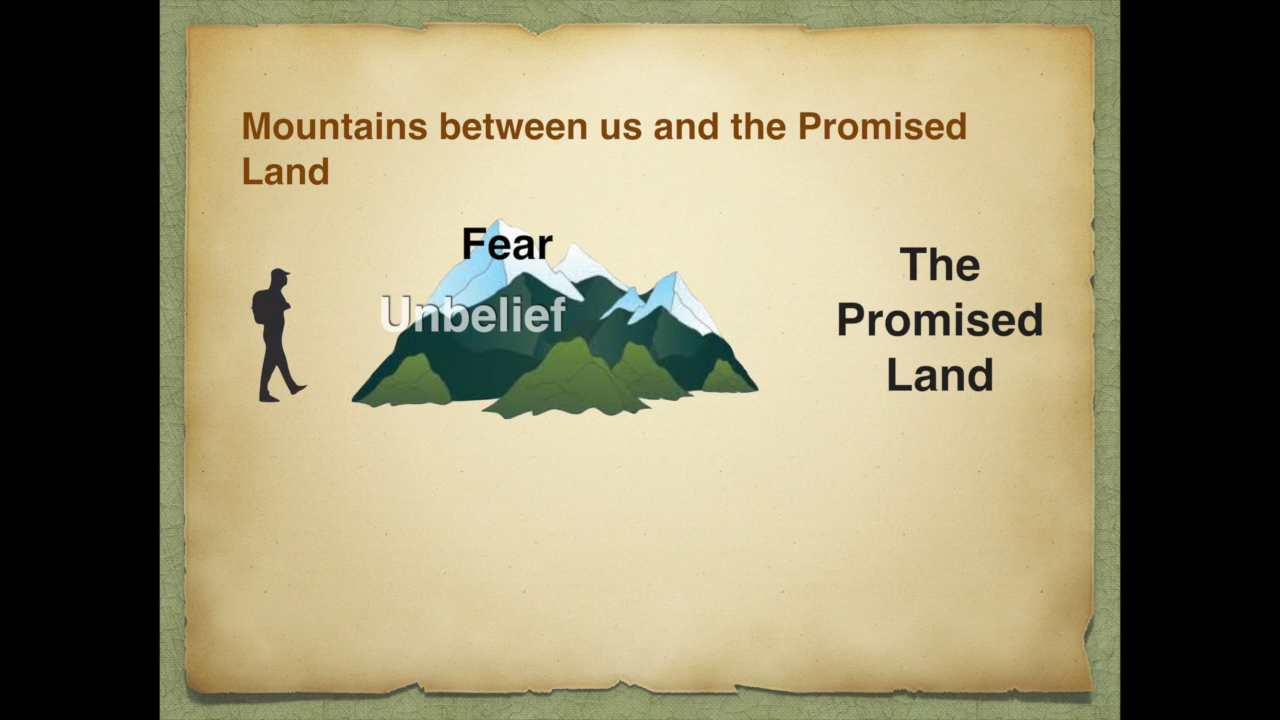 Mountains between us and the Promised
Land
Fear
Unbelief
The
Promised
Land